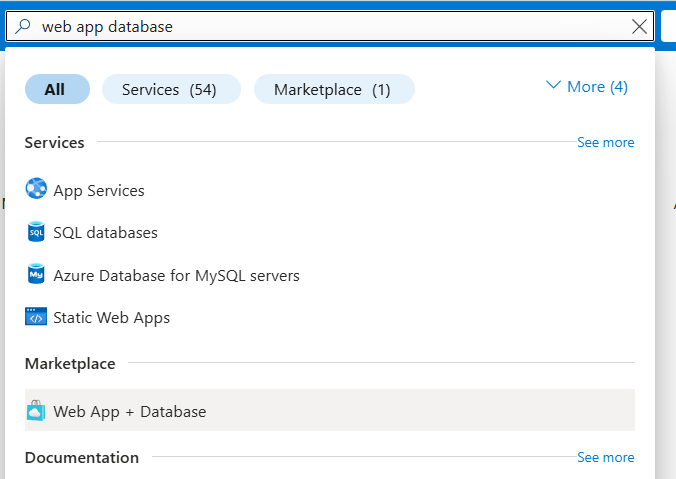 web app database
All Services (54) Marketplace (1) More (4)
Services See more
App Services
SQL databases
Azure Database for MySQL servers
Static Web Apps
Marketplace
Web App + Database
Documentation See more